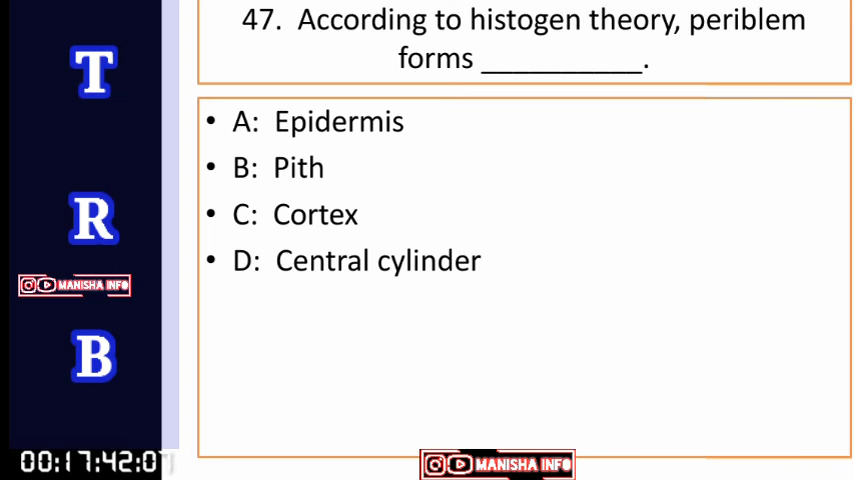 47. According to histogen theory, periblem
forms __________.
• A: Epidermis
• B: Pith
• C: Cortex
• D: Central cylinder
T
R
MANISHA INFO
B
00:17:42:07
MANISHA INFO